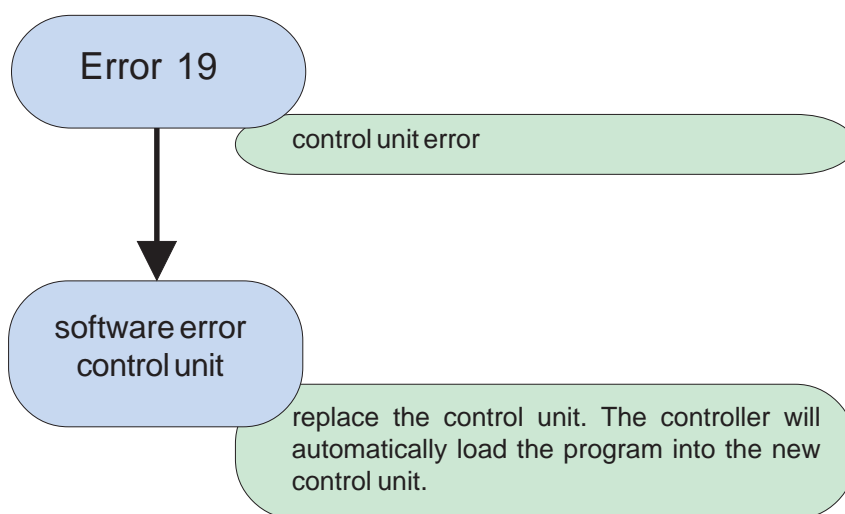 Error 19
control unit error
software error
control unit
replace the control unit. The controller will
automatically load the program into the new
control unit.